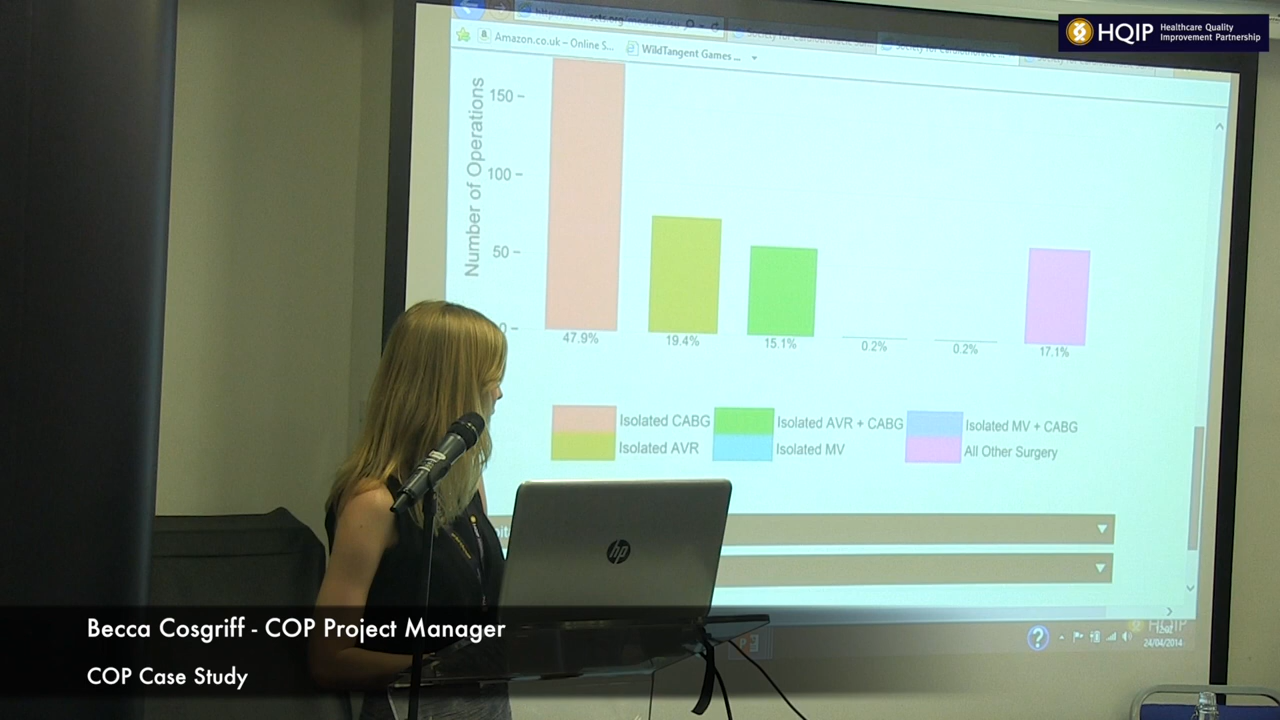 HQIP Healthcare Quality
Improvement Partnership
Amazon.co.uk – Online S...
WildTangent Games ...
Number of Operations
150
100
50
0
47.9%
19.4%
15.1%
0.2%
0.2%
17.1%
Isolated CABG
Isolated AVR + CABG
Isolated MV + CABG
Isolated AVR
Isolated MV
All Other Surgery
hp
HQIP
24/04/2014
Becca Cosgriff - COP Project Manager
COP Case Study